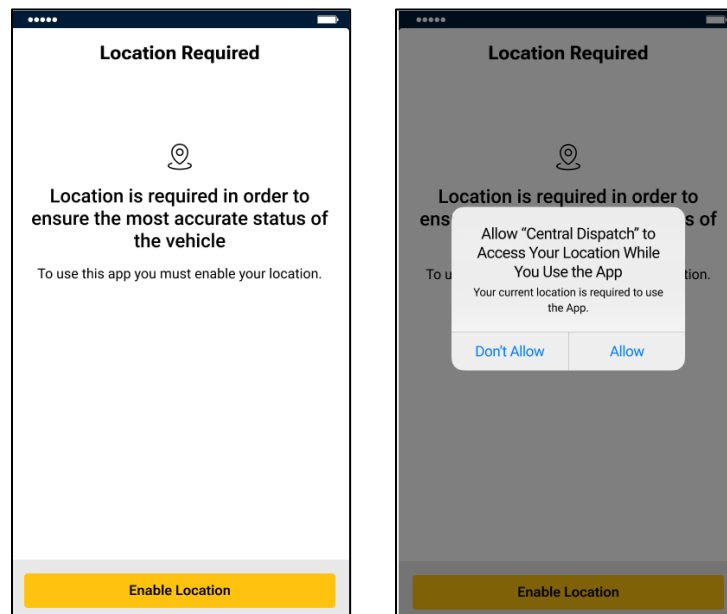 Location Required
Location is required in order to
ensure the most accurate status of
the vehicle
To use this app you must enable your location.
Enable Location
Location Required
Location is required in order to
ens
s of
Allow “Central Dispatch” to
Access Your Location While
You Use the App
Your current location is required to use
the App.
To u
tion.
Don’t Allow
Allow
Enable Location